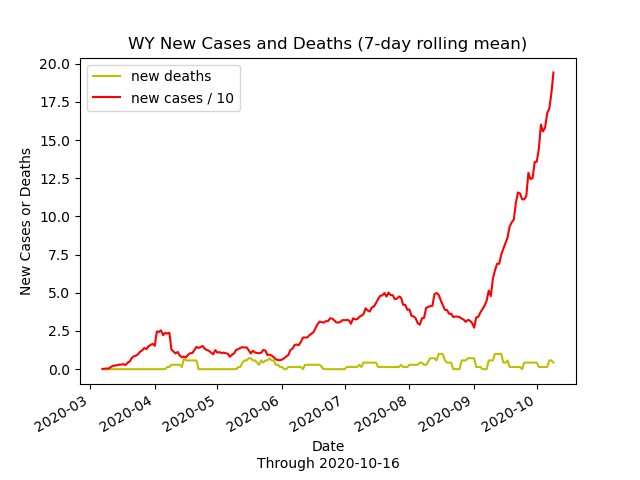 WY New Cases and Deaths (7-day rolling mean)
new deaths
new cases / 10
New Cases or Deaths
20.0
17.5
15.0
12.5
10.0
7.5
5.0
2.5
0.0
2020-03
2020-04
2020-05
2020-06
2020-07
2020-08
2020-09
2020-10
Date
Through 2020-10-16